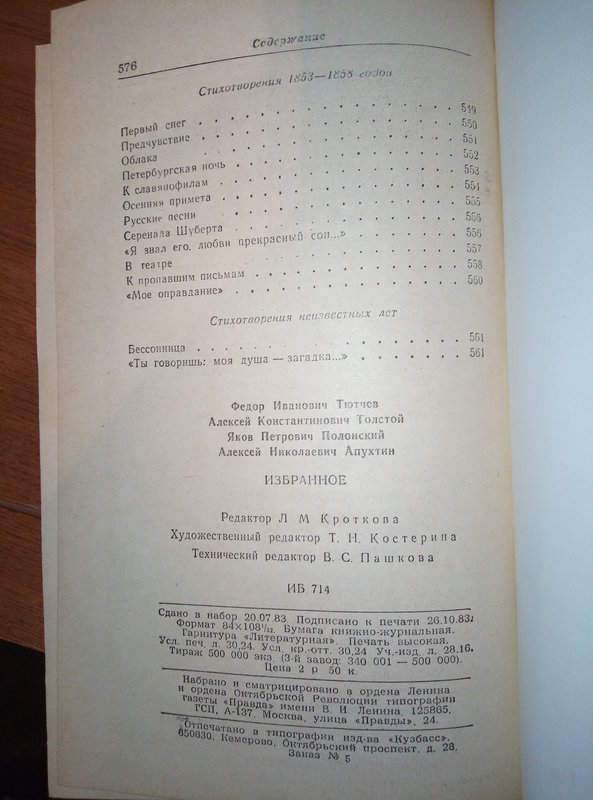 576
Содержание
Стихотворения 1853—1858 годов
Первый снег 549
Предчувствие 550
Облака 551
Петербургская ночь 552
К славянофилам 553
Осенняя примета 554
Русские песни 555
Серенада Шуберта 556
«Я знал его, любви прекрасный сон...» 556
В театре 557
К пропавшим письмам 558
«Мое оправдание» 560
Стихотворения неизвестных лет
Бессонница 561
«Ты говоришь: моя душа — загадка...» 561
Федор Иванович Тютчев
Алексей Константинович Толстой
Яков Петрович Полонский
Алексей Николаевич Апухтин
ИЗБРАННОЕ
Редактор Л М Кроткова
Художественный редактор Т. Н. Костерина
Технический редактор В. С. Пашкова
ИБ 714
Сдано в набор 20.07.83. Подписано к печати 26.10.83.
Формат 84×108¹/₃₂. Бумага книжно-журнальная.
Гарнитура «Литературная». Печать высокая.
Усл. печ. л. 30,24. Усл. кр.-отт. 30,24 Уч.-изд. л. 28,16.
Тираж 500 000 экз. (3-й завод: 340 001 — 500 000).
Цена 2 р 50 к.
Набрано и сматрицировано в ордена Ленина
и ордена Октябрьской Революции типографии
газеты «Правда» имени В. И Ленина, 125865,
ГСП, А-137, Москва, улица «Правды», 24.
Отпечатано в типографии изд-ва «Кузбасс».
650630, Кемерово, Октябрьский проспект, д. 28.
Заказ № 5